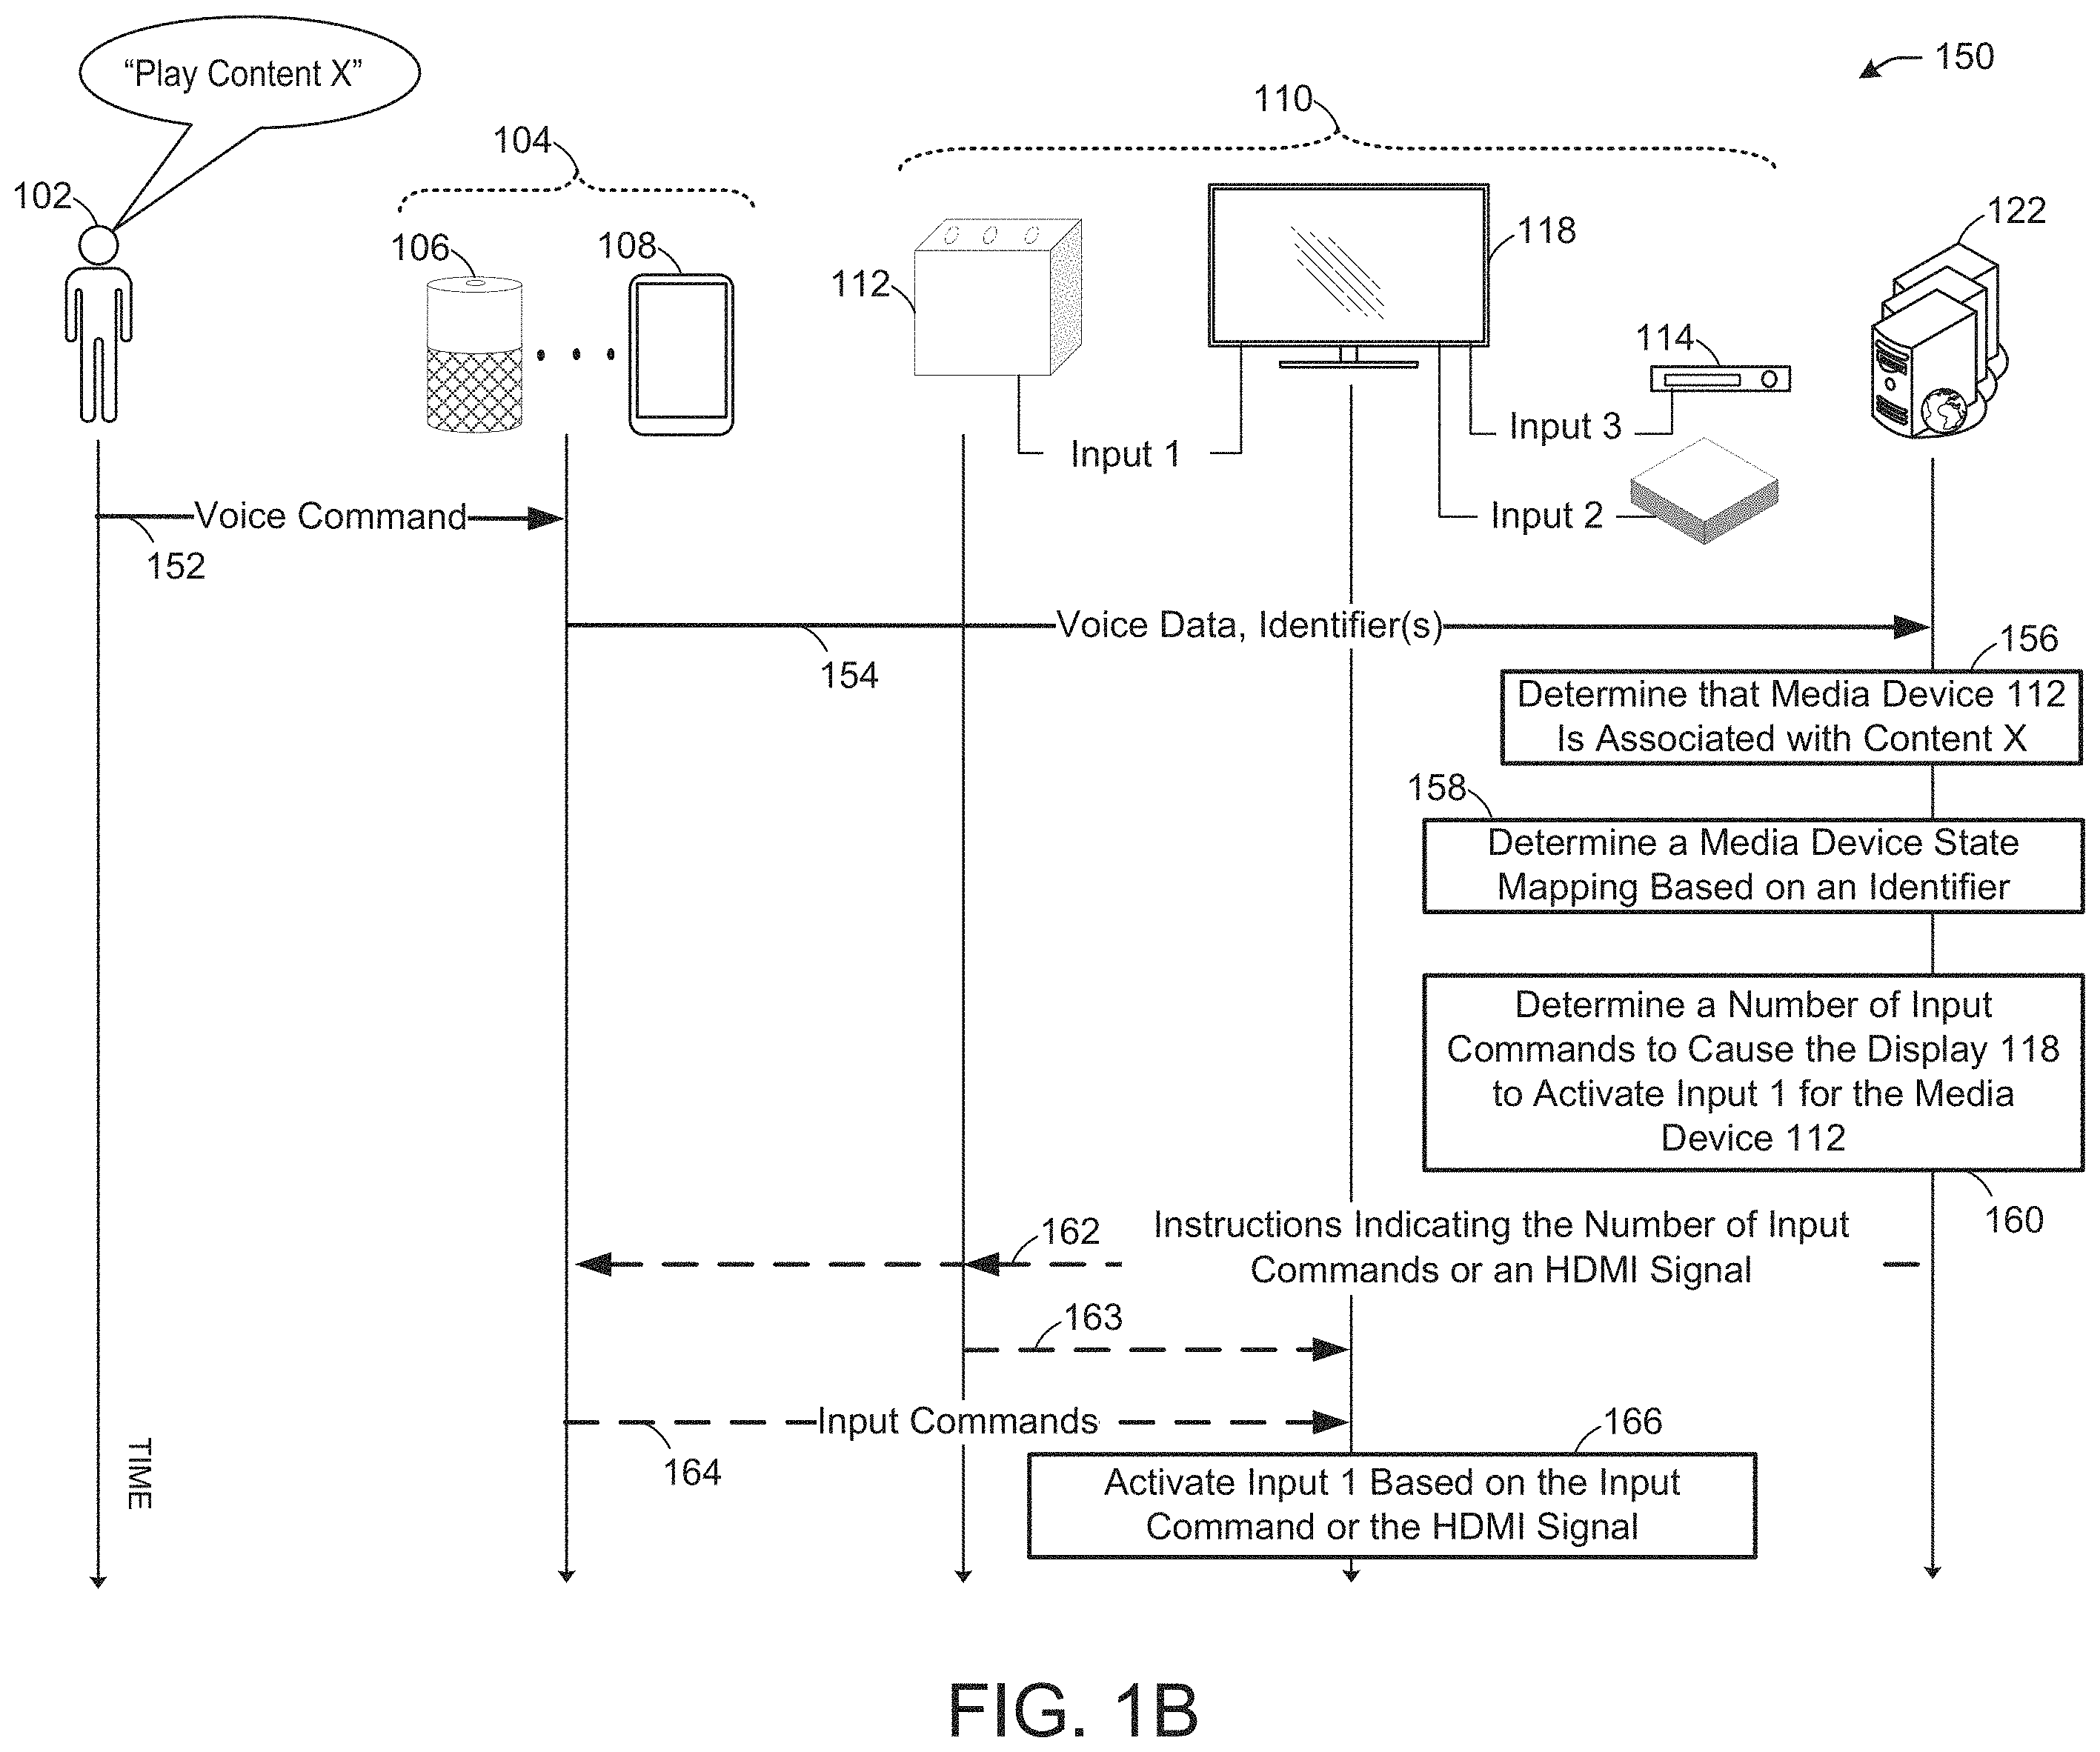 "Play Content X"
150
110
104
102
106
108
112
118
122
114
Input 1
Input 3
Input 2
Voice Command
152
Voice Data, Identifier(s)
154
156
Determine that Media Device 112
Is Associated with Content X
158
Determine a Media Device State
Mapping Based on an Identifier
Determine a Number of Input
Commands to Cause the Display 118
to Activate Input 1 for the Media
Device 112
160
162
Instructions Indicating the Number of Input
Commands or an HDMI Signal
163
Input Commands
164
166
Activate Input 1 Based on the Input
Command or the HDMI Signal
TIME
FIG. 1B